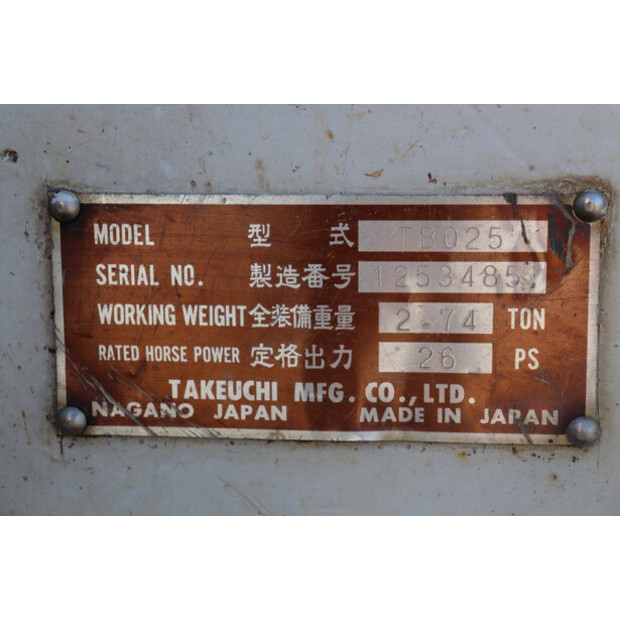 MODEL 型式 TB025
SERIAL NO. 製造番号 1253485
WORKING WEIGHT 全装備重量 2.74 TON
RATED HORSE POWER 定格出力 26 PS
TAKEUCHI MFG. CO., LTD.
NAGANO JAPAN MADE IN JAPAN